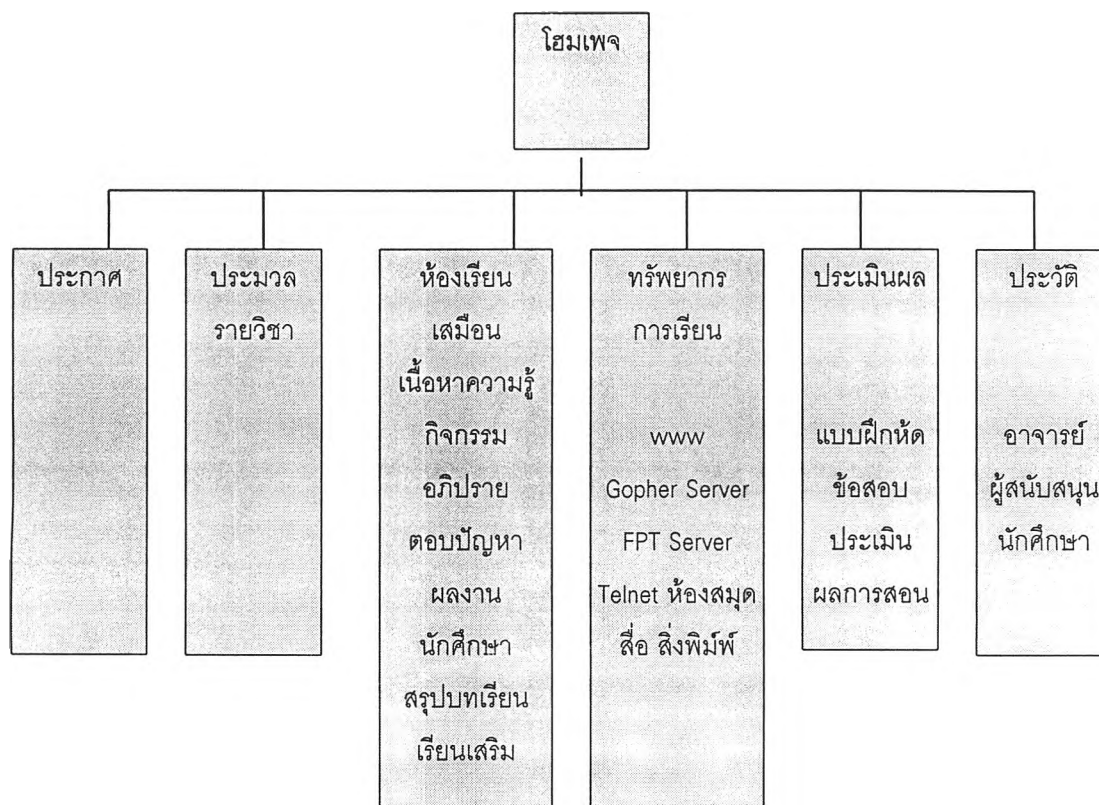 โฮมเพจ
ประกาศ
ประมวล
รายวิชา
ห้องเรียน
เสมือน
เนื้อหาความรู้
กิจกรรม
อภิปราย
ตอบปัญหา
ผลงาน
นักศึกษา
สรุปบทเรียน
เรียนเสริม
ทรัพยากร
การเรียน
www
Gopher Server
FPT Server
Telnet ห้องสมุด
สื่อ สิ่งพิม์พ์
ประเมินผล
แบบฝึกหัด
ข้อสอบ
ประเมิน
ผลการสอน
ประวัติ
อาจารย์
ผู้สนับสนุน
นักศึกษา